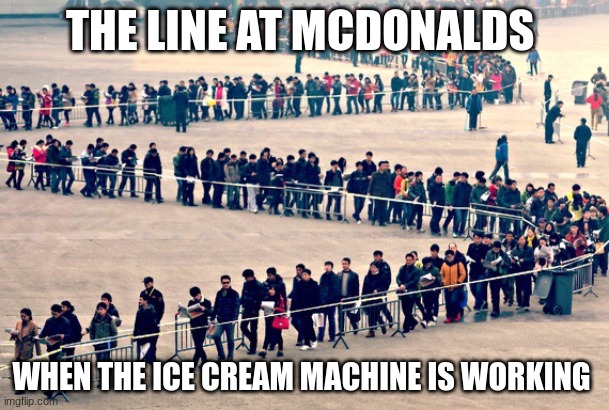 THE LINE AT MCDONALDS
WHEN THE ICE CREAM MACHINE IS WORKING
imgflip.com